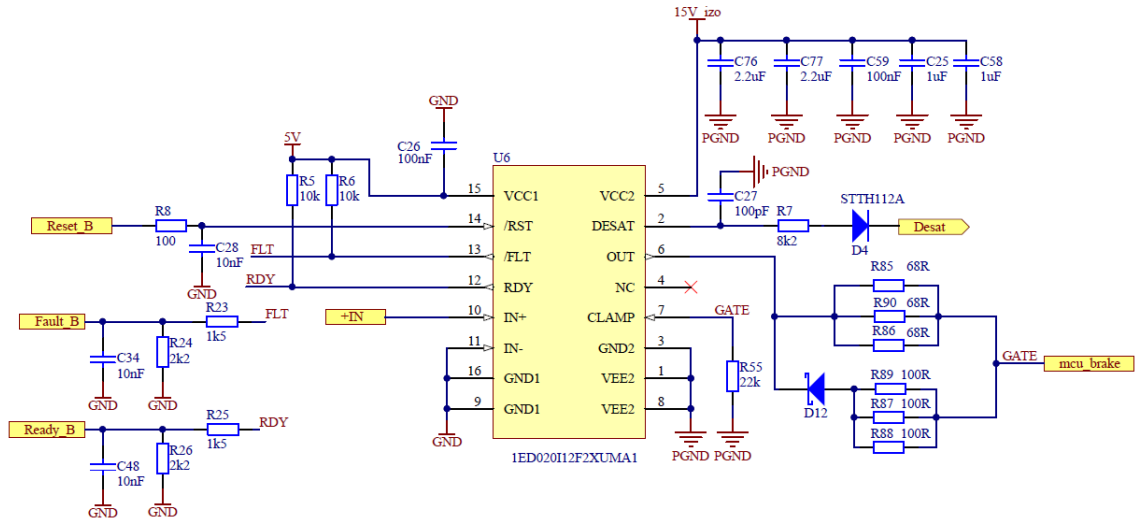 15V_izo
C76
2.2uF
C77
2.2uF
C59
100nF
C25
1uF
C58
1uF
PGND
PGND
PGND
PGND
PGND
GND
C26
100nF
5V
R5
10k
R6
10k
Reset_B
R8
100
C28
10nF
GND
FLT
RDY
+IN
Fault_B
C34
10nF
GND
R24
2k2
GND
R23
1k5
FLT
Ready_B
C48
10nF
GND
R26
2k2
GND
R25
1k5
RDY
U6
15 VCC1 VCC2 5
14 /RST DESAT 2
13 /FLT OUT 6
12 RDY NC 4
10 IN+ CLAMP 7
11 IN- GND2 3
16 GND1 VEE2 1
9 GND1 VEE2 8
1ED020I12F2XUMA1
GND
PGND
PGND
PGND
C27
100pF
R7
8k2
STTH112A
D4
Desat
GATE
R55
22k
R85 68R
R90 68R
R86 68R
D12
R89 100R
R87 100R
R88 100R
GATE
mcu_brake